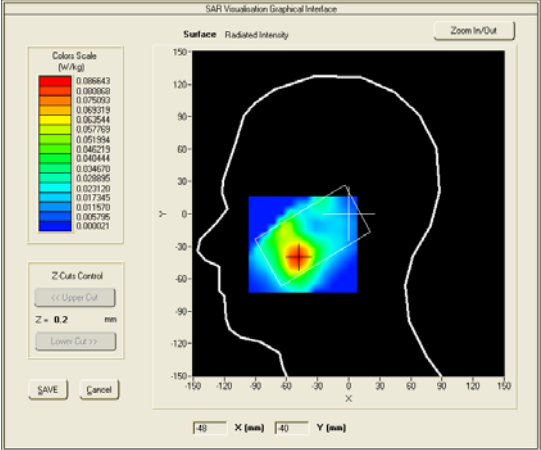 SAR Visualisation Graphical Interface
Surface Radiated Intensity
Zoom In/Out
Colors Scale
(W/kg)
0.086643
0.080868
0.075093
0.069319
0.063544
0.057769
0.051994
0.046219
0.040444
0.034670
0.028895
0.023120
0.017345
0.011570
0.005795
0.000021
Z Cuts Control
<< Upper Cut
Z = 0.2 mm
Lower Cut >>
SAVE Cancel
150
120
90
60
30
0
-30
-60
-90
-120
-150
Y
-150 -120 -90 -60 -30 0 30 60 90 120 150
X
-48 X (mm) -40 Y (mm)